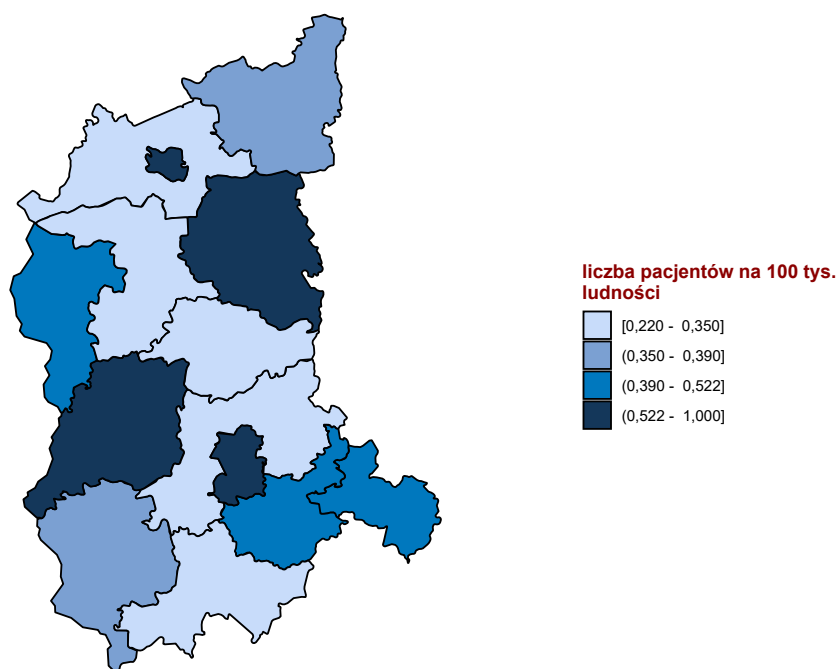 liczba pacjentów na 100 tys.
ludności
[0,220 - 0,350]
(0,350 - 0,390]
(0,390 - 0,522]
(0,522 - 1,000]